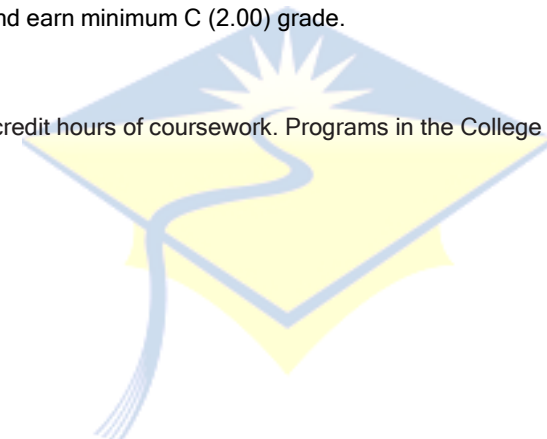 nd earn minimum C (2.00) grade.
credit hours of coursework. Programs in the College